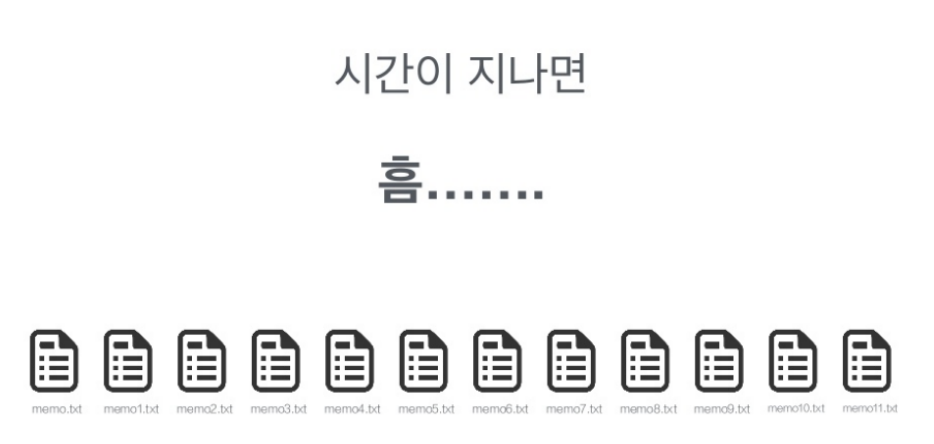 시간이 지나면
흠.......
memo.txt memo1.txt memo2.txt memo3.txt memo4.txt memo5.txt memo6.txt memo7.txt memo8.txt memo9.txt memo10.txt memo11.txt